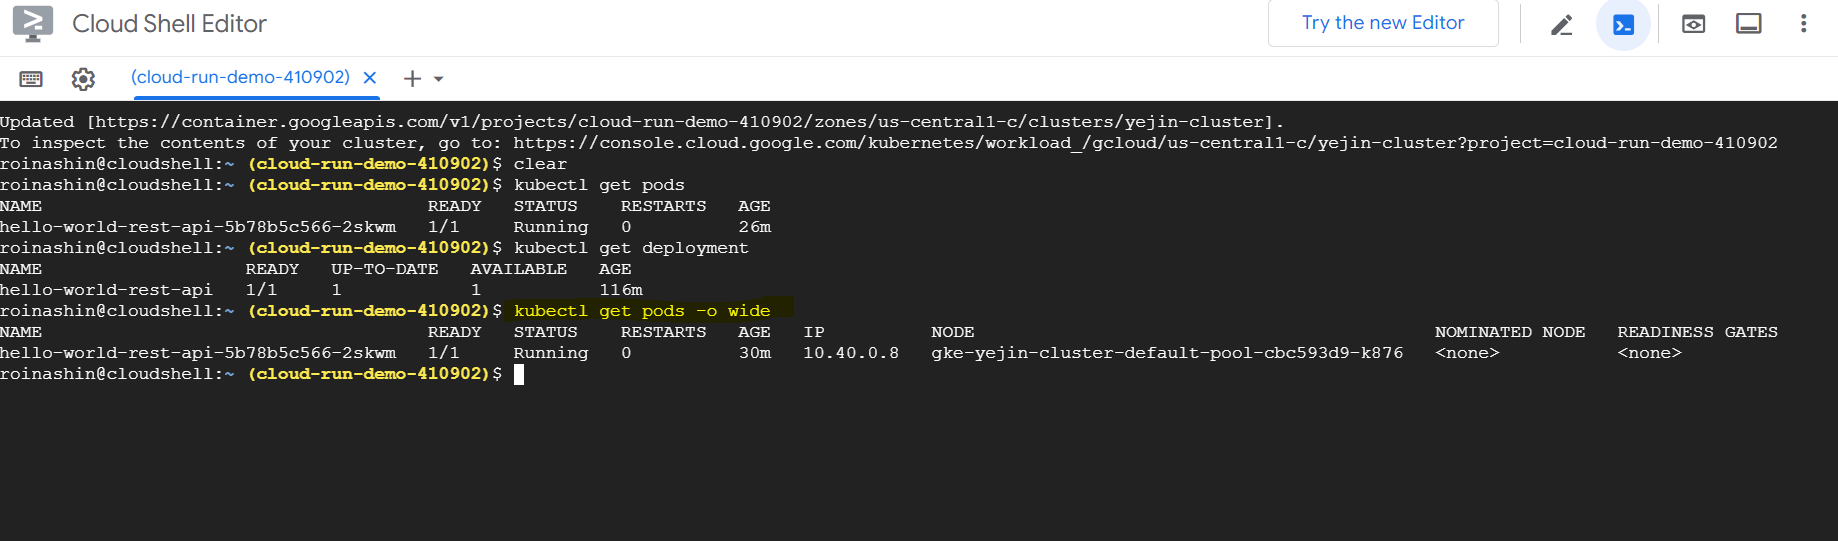 Cloud Shell Editor
Try the new Editor
(cloud-run-demo-410902)
Updated [https://container.googleapis.com/v1/projects/cloud-run-demo-410902/zones/us-central1-c/clusters/yejin-cluster].
To inspect the contents of your cluster, go to: https://console.cloud.google.com/kubernetes/workload_/gcloud/us-central1-c/yejin-cluster?project=cloud-run-demo-410902
roinashin@cloudshell:~ (cloud-run-demo-410902)$ clear
roinashin@cloudshell:~ (cloud-run-demo-410902)$ kubectl get pods
NAME READY STATUS RESTARTS AGE
hello-world-rest-api-5b78b5c566-2skwm 1/1 Running 0 26m
roinashin@cloudshell:~ (cloud-run-demo-410902)$ kubectl get deployment
NAME READY UP-TO-DATE AVAILABLE AGE
hello-world-rest-api 1/1 1 1 116m
roinashin@cloudshell:~ (cloud-run-demo-410902)$ kubectl get pods -o wide
NAME READY STATUS RESTARTS AGE IP NODE NOMINATED NODE READINESS GATES
hello-world-rest-api-5b78b5c566-2skwm 1/1 Running 0 30m 10.40.0.8 gke-yejin-cluster-default-pool-cbc593d9-k876 <none> <none>
roinashin@cloudshell:~ (cloud-run-demo-410902)$